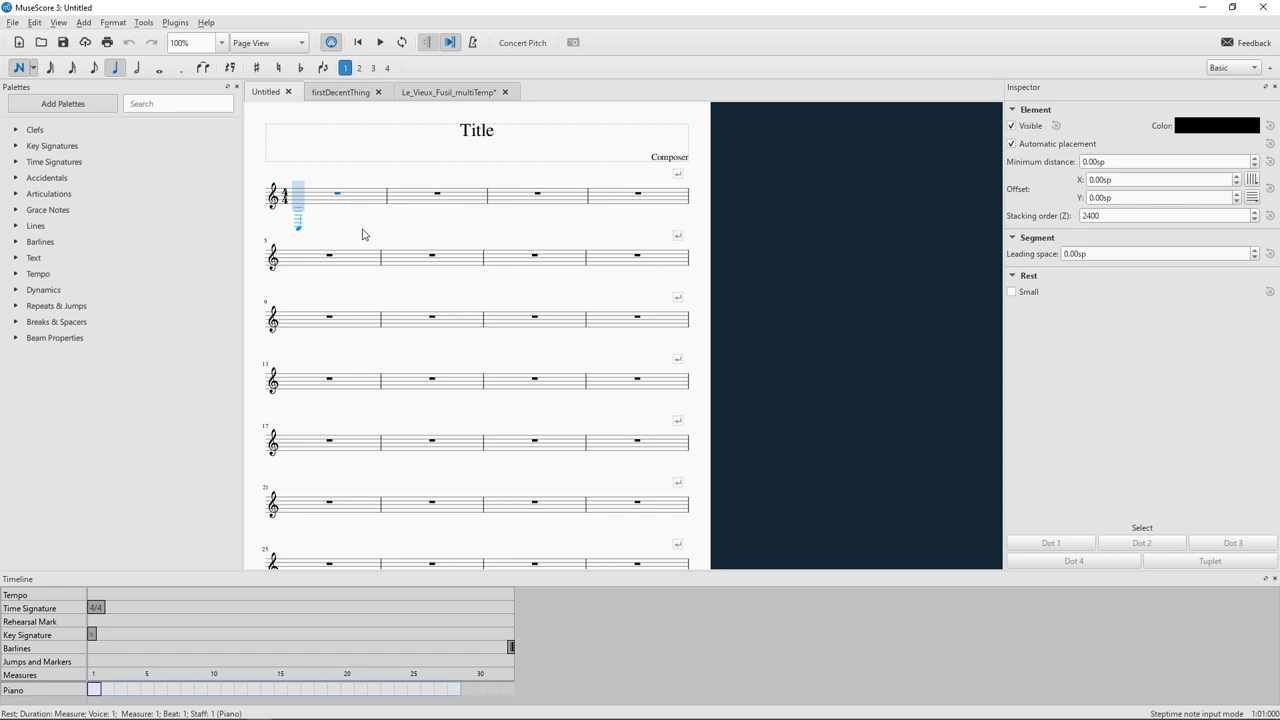 MuseScore 3: Untitled
File Edit View Add Format Tools Plugins Help
100% Page View Concert Pitch Feedback
1 2 3 4 Basic
Palettes
Add Palettes Search
Clefs
Key Signatures
Time Signatures
Accidentals
Articulations
Grace Notes
Lines
Barlines
Text
Tempo
Dynamics
Repeats & Jumps
Breaks & Spacers
Beam Properties
Untitled firstDecentThing Le_Vieux_Fusil_multiTemp*
Title
Composer
5
9
13
17
21
25
Inspector
Element
Visible Color:
Automatic placement
Minimum distance: 0.00sp
Offset: X: 0.00sp
Y: 0.00sp
Stacking order (Z): 2400
Segment
Leading space: 0.00sp
Rest
Small
Select
Dot 1 Dot 2 Dot 3
Dot 4 Tuplet
Timeline
Tempo
Time Signature 4/4
Rehearsal Mark
Key Signature
Barlines
Jumps and Markers
Measures 1 5 10 15 20 25 30
Piano
Rest; Duration: Measure; Voice: 1; Measure: 1; Beat: 1; Staff: 1 (Piano) Steptime note input mode 1:01:000